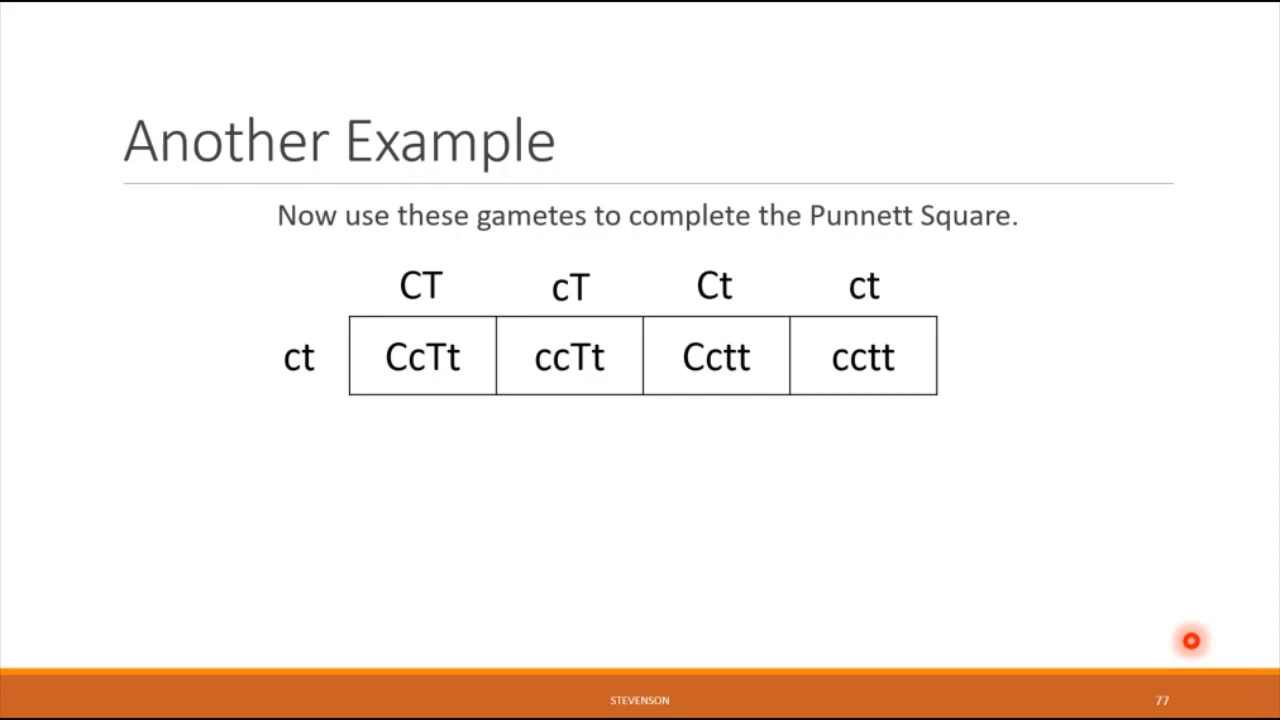 Another Example
Now use these gametes to complete the Punnett Square.
CT cT Ct ct
ct CcTt ccTt Cctt cctt
STEVENSON 77